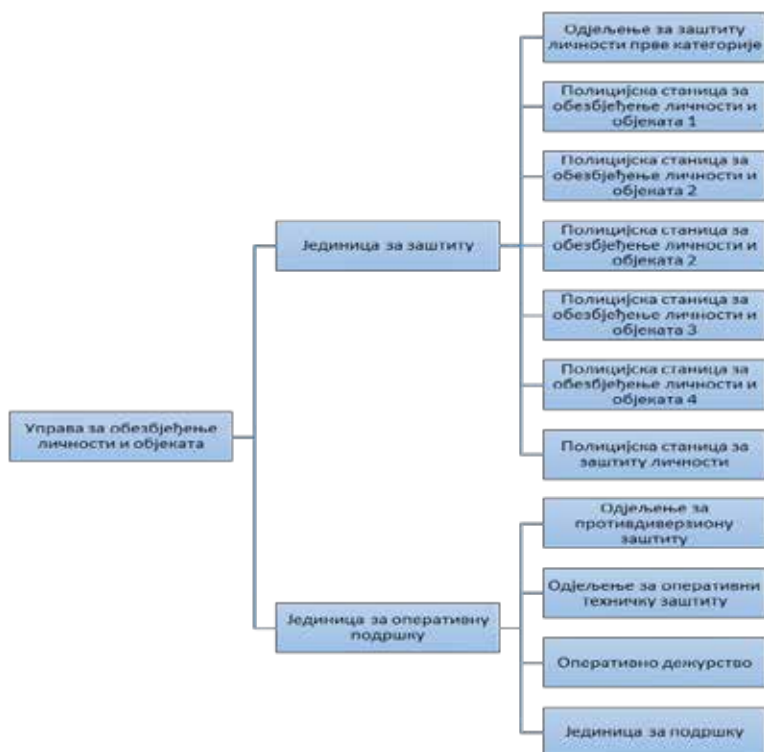 Одјељење за заштиту
личности прве категорије
Полицијска станица за
обезбјеђење личности и
објеката 1
Полицијска станица за
обезбјеђење личности и
објеката 2
Јединица за заштиту
Полицијска станица за
обезбјеђење личности и
објеката 2
Полицијска станица за
обезбјеђење личности и
објеката 3
Полицијска станица за
обезбјеђење личности и
објеката 4
Управа за обезбјеђење
личности и објеката
Полицијска станица за
заштиту личности
Одјељење за
противдиверзиону
заштиту
Одјељење за оперативни
техничку заштиту
Јединица за оперативну
подршку
Оперативно дежурство
Јединица за подршку